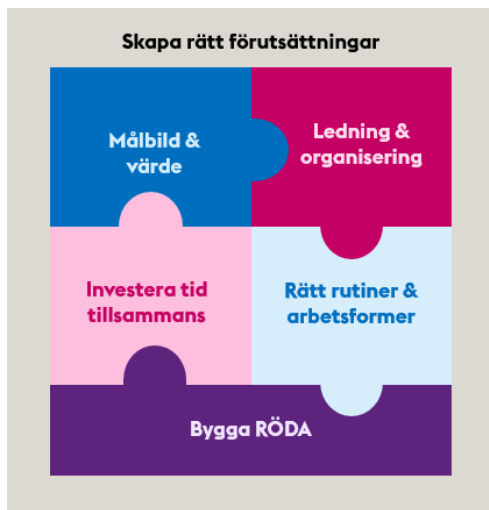 Skapa rätt förutsättningar
Målbild &
värde
Ledning &
organisering
Investera tid
tillsammans
Rätt rutiner &
arbetsformer
Bygga RÖDA